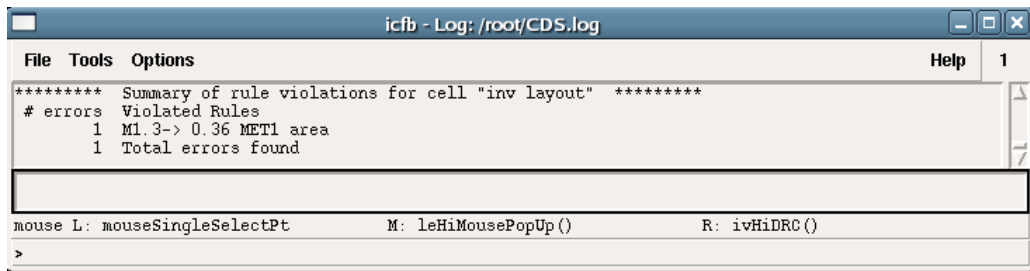 icfb - Log: /root/CDS.log
File Tools Options Help 1
********* Summary of rule violations for cell "inv layout" *********
# errors Violated Rules
1 M1.3-> 0.36 MET1 area
1 Total errors found
mouse L: mouseSingleSelectPt M: leHiMousePopUp() R: ivHiDRC()
>